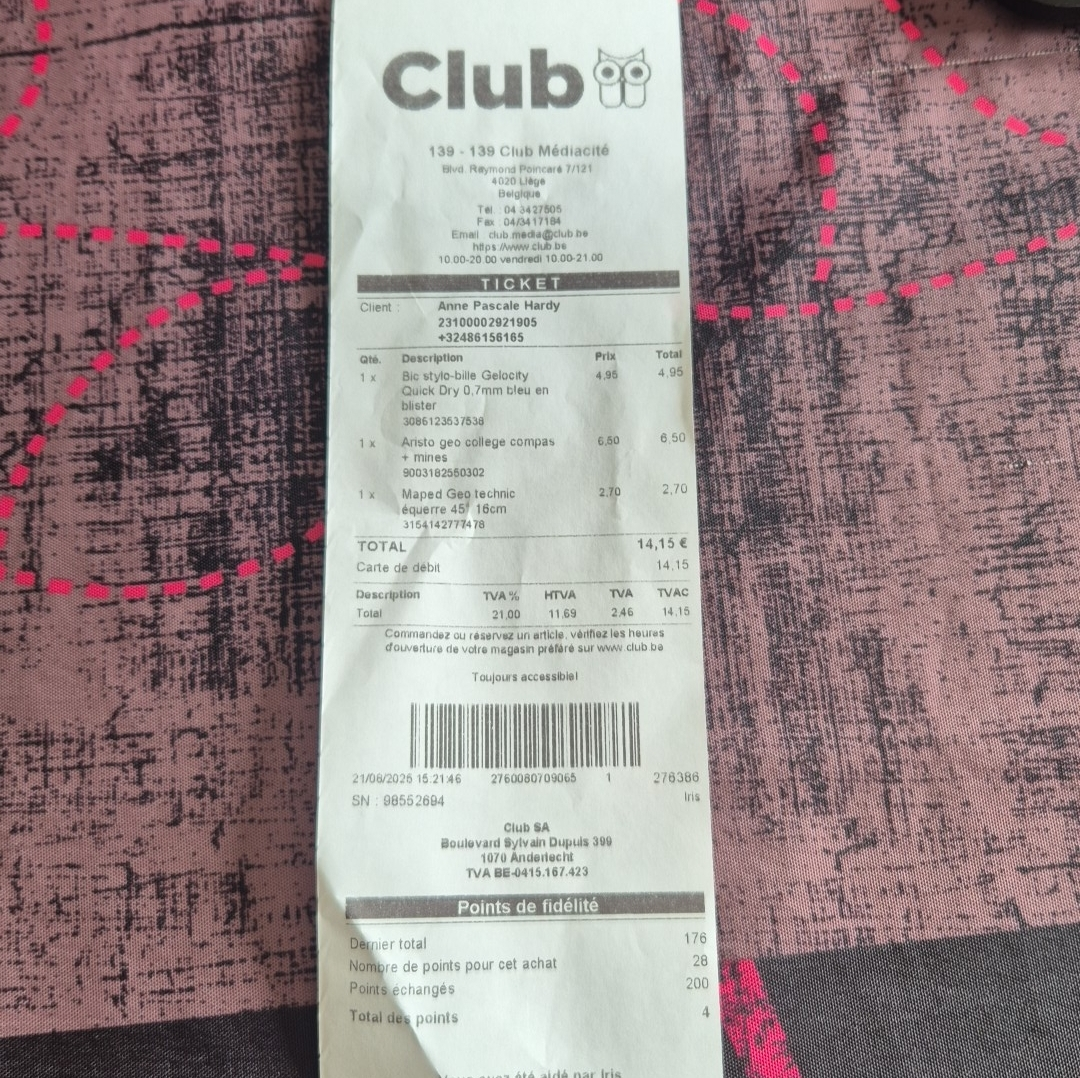 Club
139 - 139 Club Médiacité
Blvd. Raymond Poincaré 7/121
4020 Liège
Belgique
Tél : 04 3427505
Fax : 04/3417184
Email : club.media@club.be
https://www.club.be
10.00-20.00 vendredi 10.00-21.00
TICKET
Client : Anne Pascale Hardy
23100002921905
+32486156165
Qté. Description Prix Total
1 x Bic stylo-bille Gelocity 4,95 4,95
Quick Dry 0,7mm bleu en
blister
3086123537538
1 x Aristo geo college compas 6,50 6,50
+ mines
9003182560302
1 x Maped Geo technic 2,70 2,70
équerre 45° 16cm
3154142777478
TOTAL 14,15 €
Carte de débit 14,15
Description TVA % HTVA TVA TVAC
Total 21,00 11,69 2,46 14,15
Commandez ou réservez un article, vérifiez les heures
d'ouverture de votre magasin préféré sur www.club.be
Toujours accessible!
15:21:46 2760080709065 1 276386
SN : 98552694 Iris
Club SA
Boulevard Sylvain Dupuis 399
1070 Anderlecht
TVA BE-0415.167.423
Points de fidélité
Dernier total 176
Nombre de points pour cet achat 28
Points échangés 200
Total des points 4
été aidé par Iris